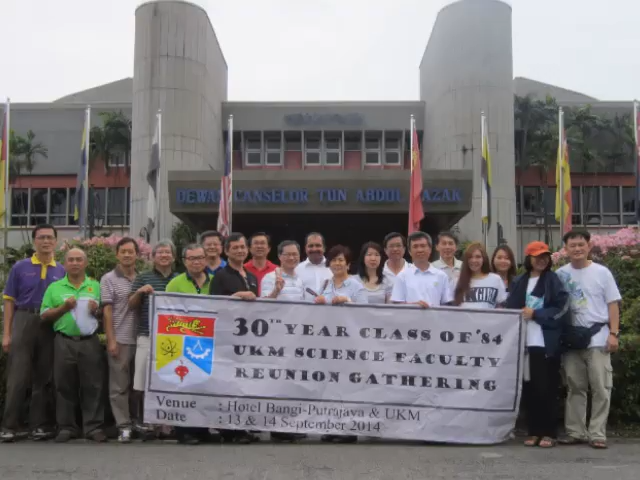 DEWAN CANSELOR TUN ABDUL RAZAK
30TH YEAR CLASS OF '84
UKM SCIENCE FACULTY
REUNION GATHERING
Venue : Hotel Bangi-Putrajaya & UKM
Date : 13 & 14 September 2014